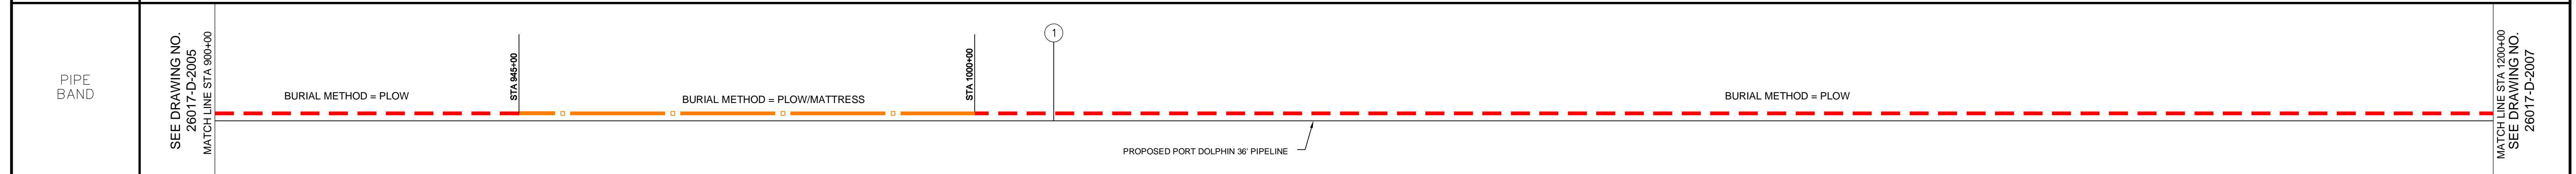 PIPE
BAND
SEE DRAWING NO.
26017-D-2005
MATCH LINE STA 900+00
BURIAL METHOD = PLOW
STA 945+00
BURIAL METHOD = PLOW/MATTRESS
STA 1000+00
1
PROPOSED PORT DOLPHIN 36' PIPELINE
BURIAL METHOD = PLOW
MATCH LINE STA 1200+00
SEE DRAWING NO.
26017-D-2007